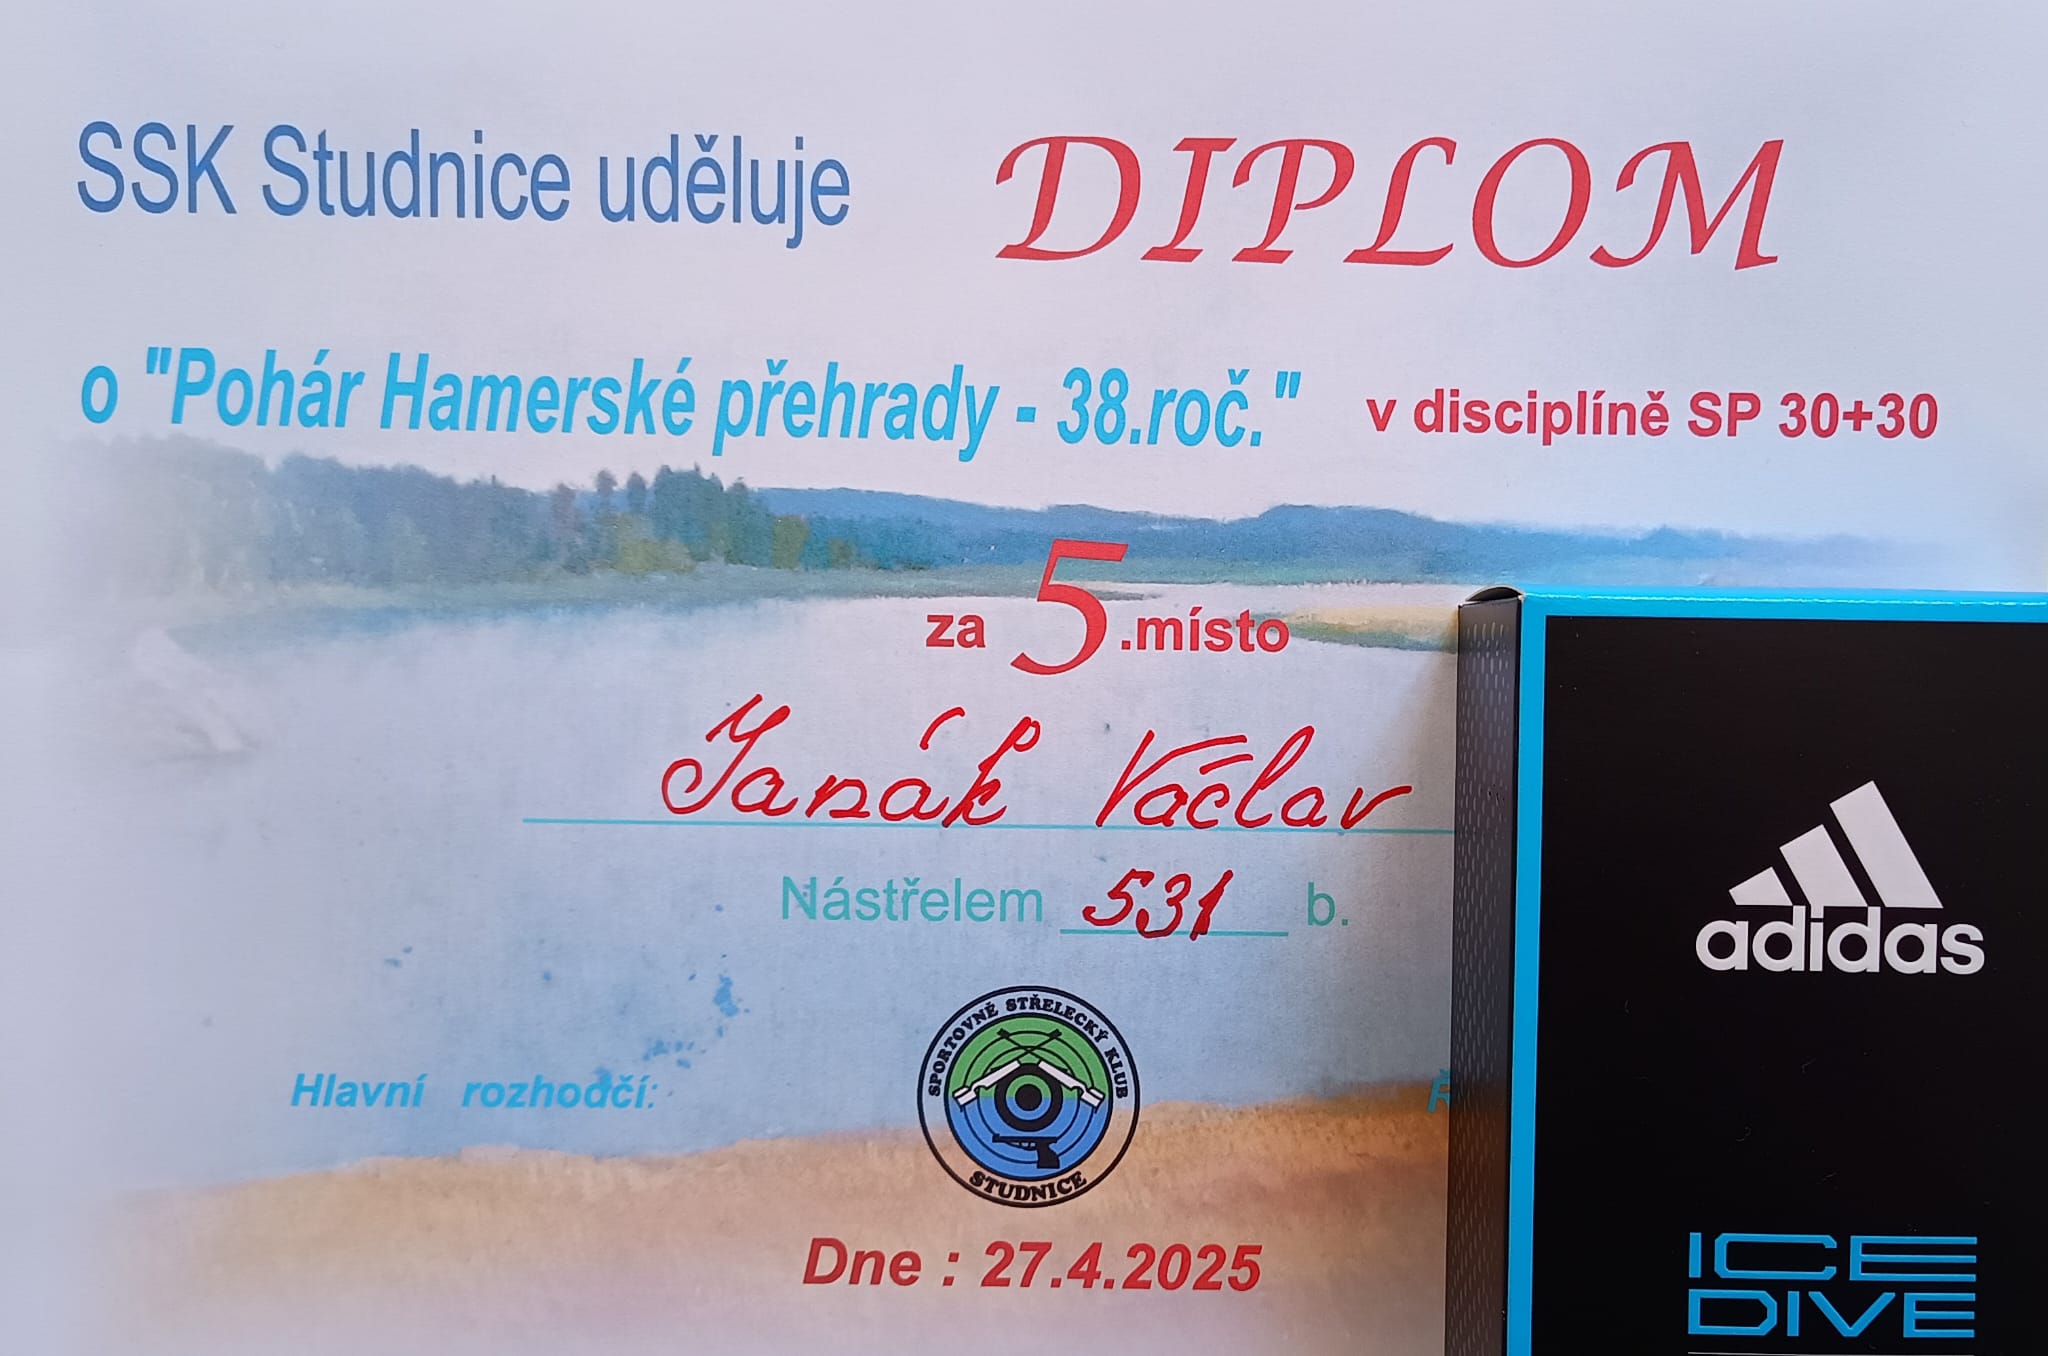 SSK Studnice uděluje DIPLOM
o "Pohár Hamerské přehrady - 38.roč." v disciplíně SP 30+30
za 5.místo
Janák Václav
Nástřelem 531 b.
Hlavní rozhodčí:
SPORTOVNĚ STŘELECKÝ KLUB
STUDNICE
Dne : 27.4.2025
adidas
ICE
DIVE